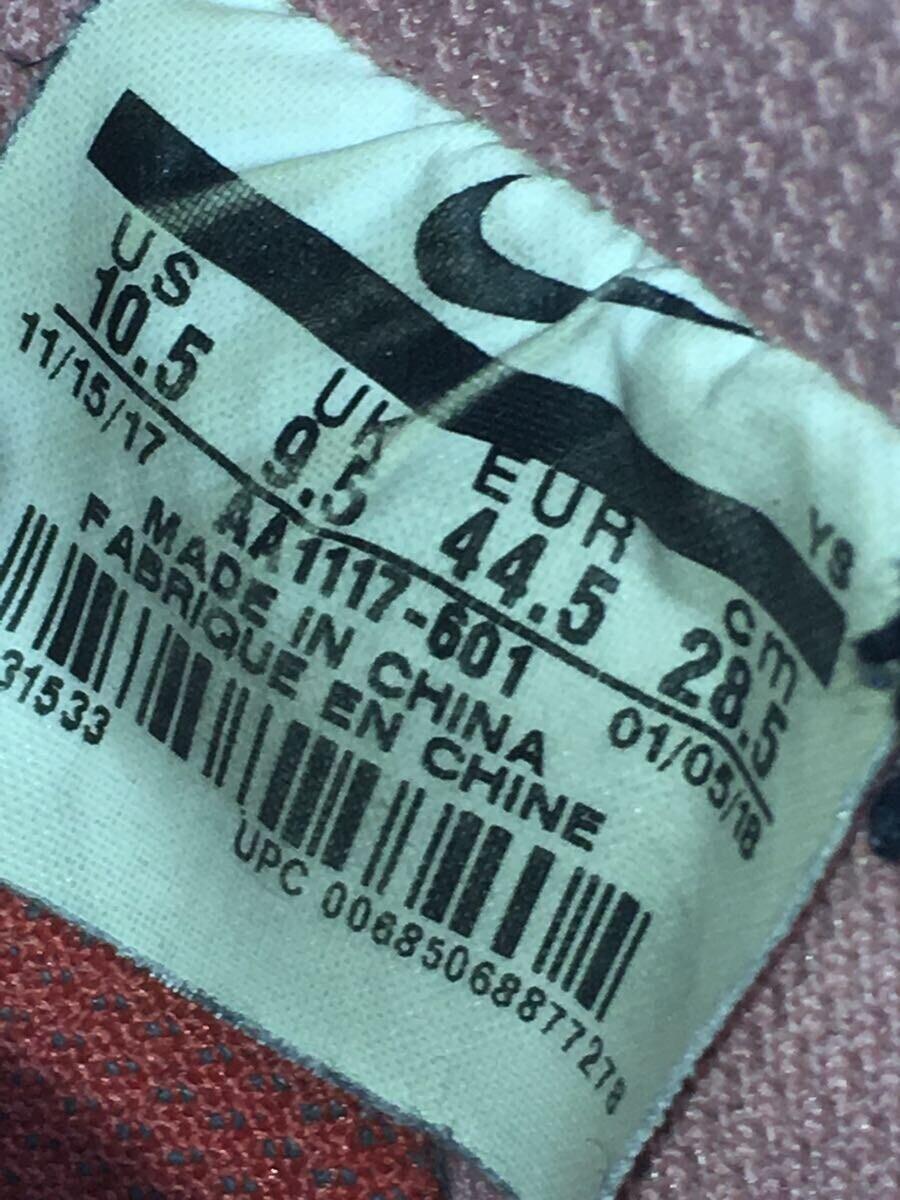 YS
US UK EUR cm
10.5 9.5 44.5 28.5
11/15/17 01/05/18
AA1117-601
MADE IN CHINA
FABRIQUE EN CHINE
31533
UPC 00685068877278